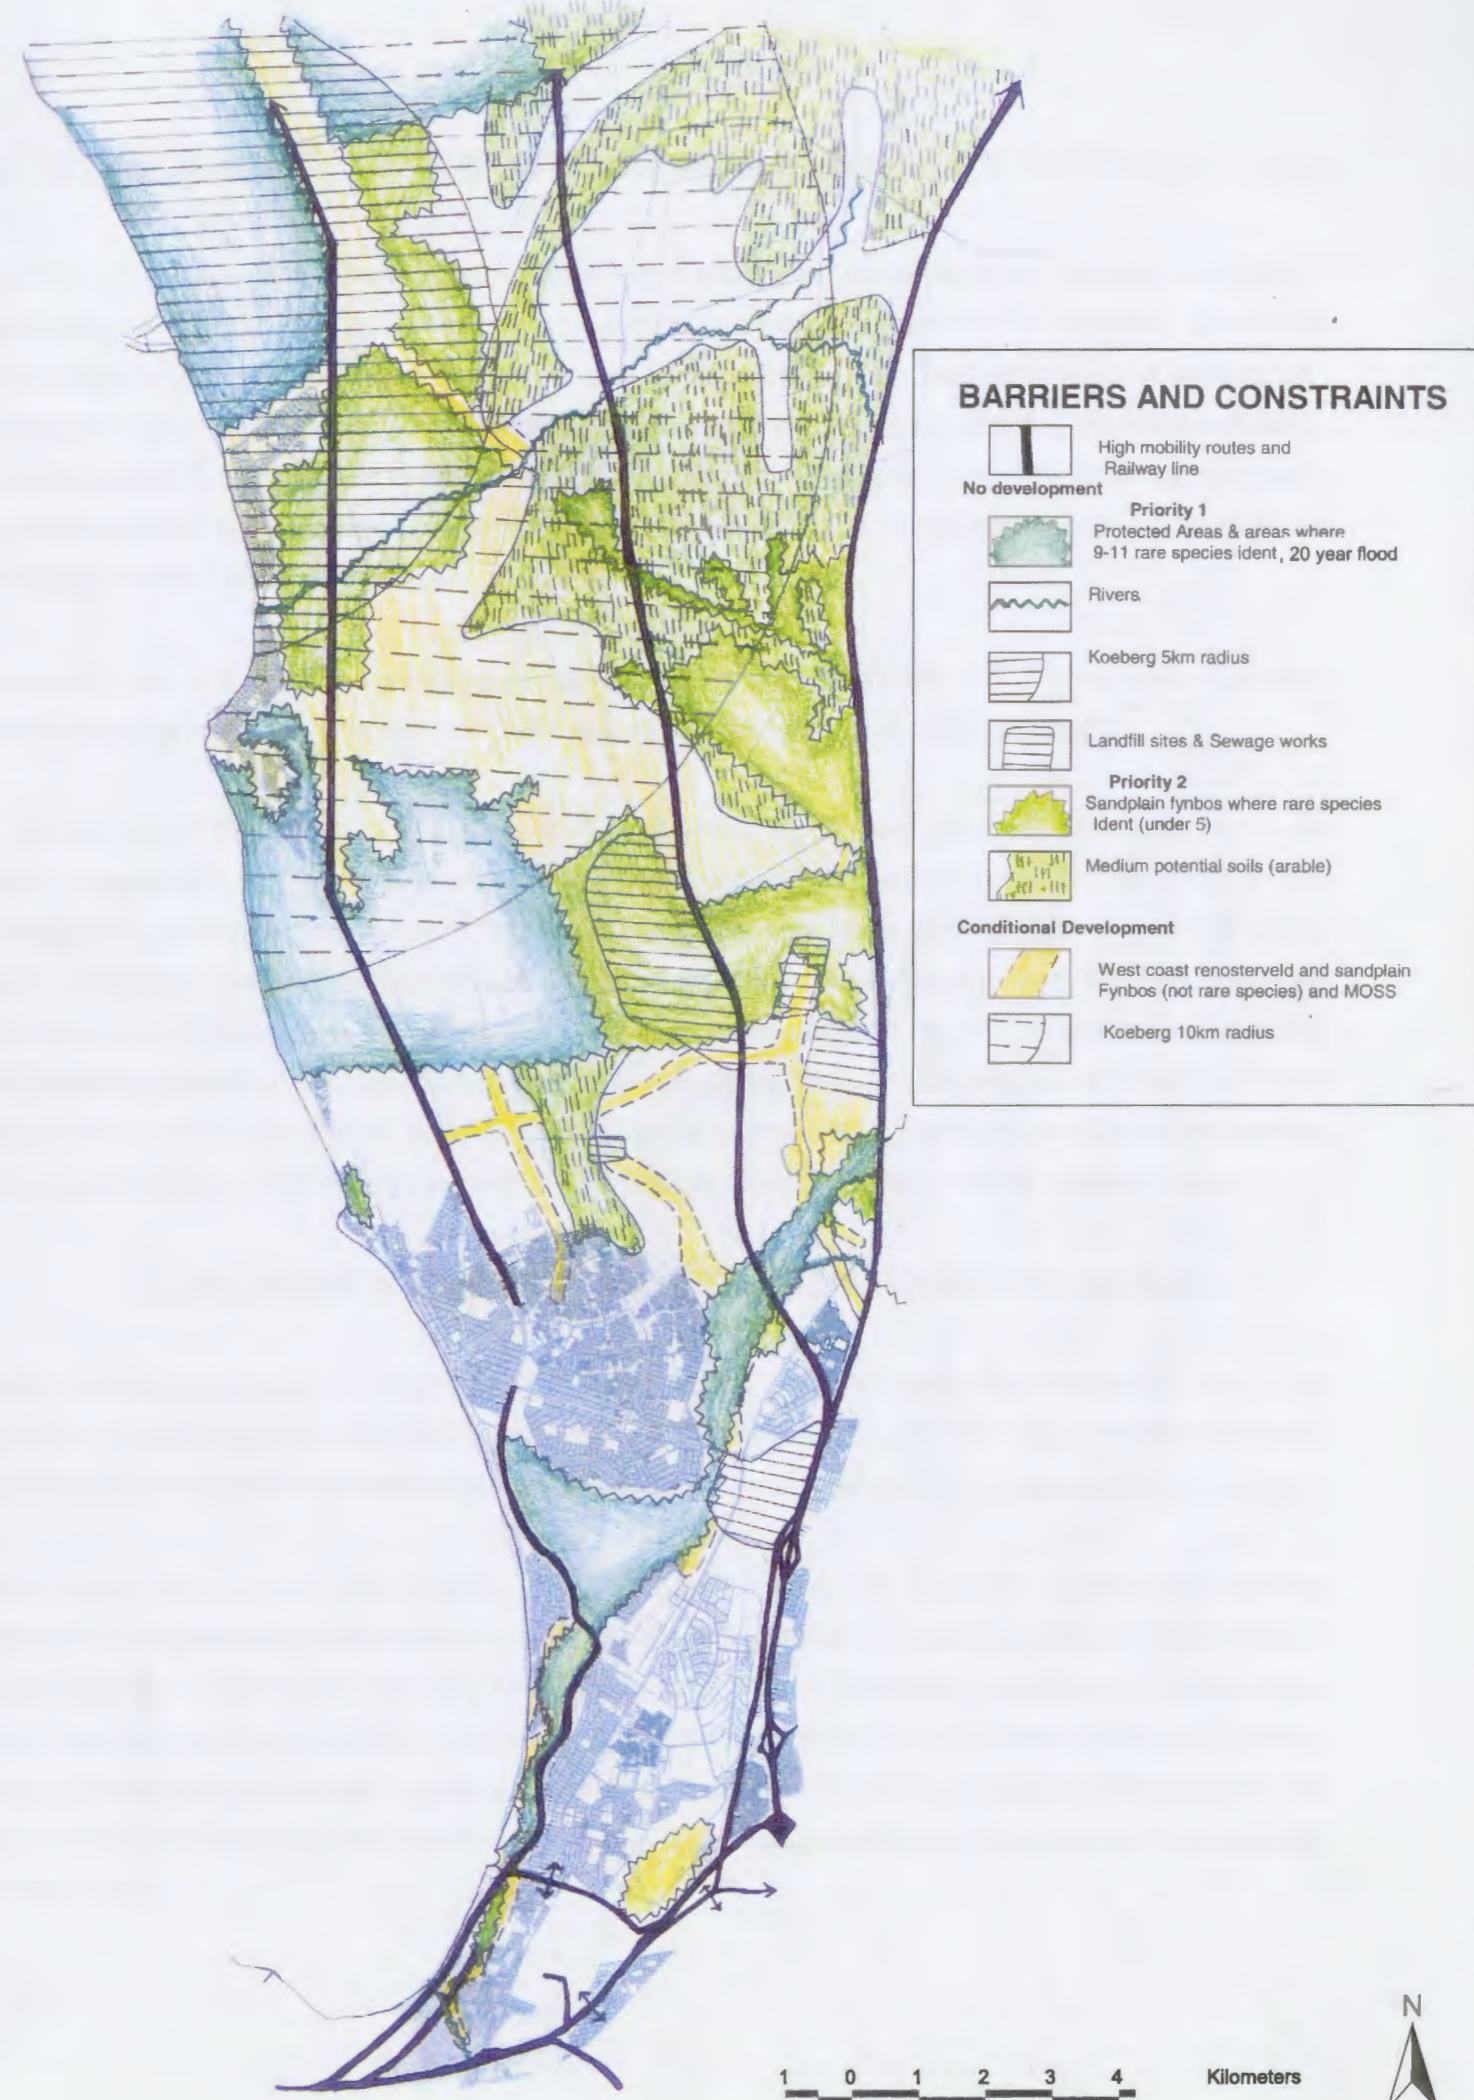 BARRIERS AND CONSTRAINTS
High mobility routes and
Railway line
No development
Priority 1
Protected Areas & areas where
9-11 rare species ident, 20 year flood
Rivers
Koeberg 5km radius
Landfill sites & Sewage works
Priority 2
Sandplain fynbos where rare species
Ident (under 5)
Medium potential soils (arable)
Conditional Development
West coast renosterveld and sandplain
Fynbos (not rare species) and MOSS
Koeberg 10km radius
N
1 0 1 2 3 4 Kilometers